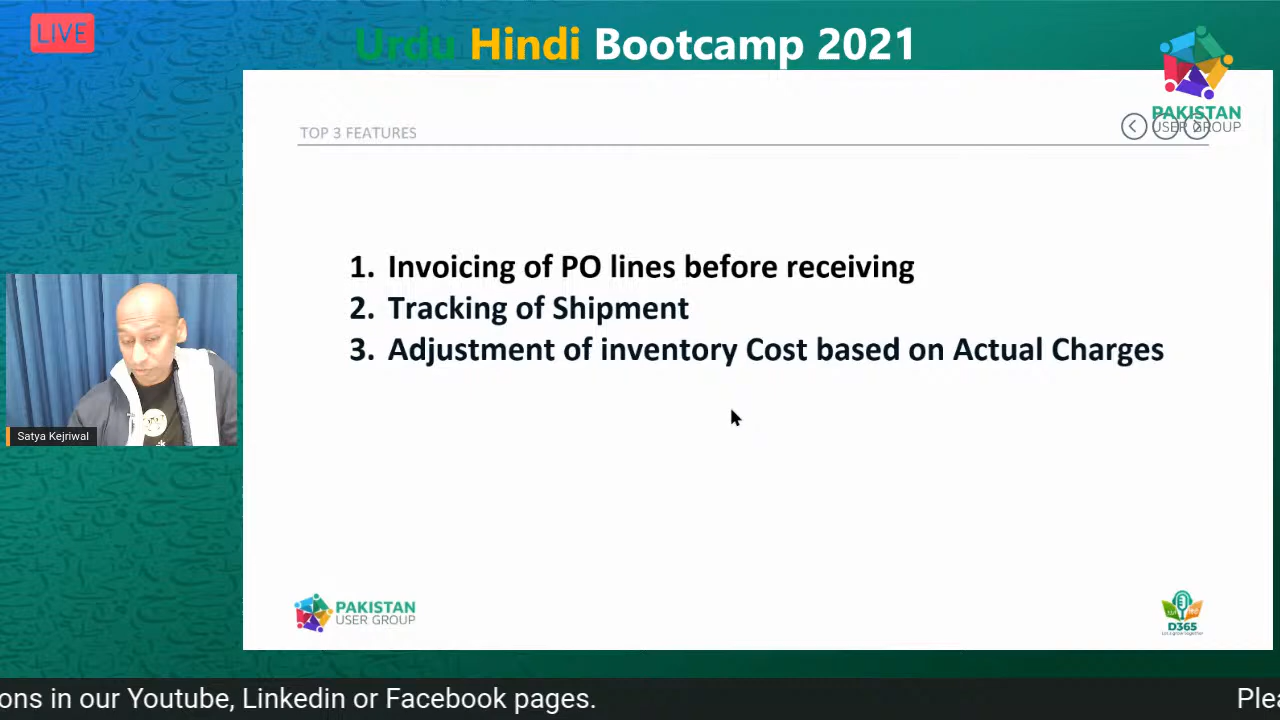 LIVE
Urdu Hindi Bootcamp 2021
PAKISTAN
USER GROUP
TOP 3 FEATURES
1. Invoicing of PO lines before receiving
2. Tracking of Shipment
3. Adjustment of inventory Cost based on Actual Charges
Satya Kejriwal
PAKISTAN
USER GROUP
D365
ons in our Youtube, Linkedin or Facebook pages.
Plea